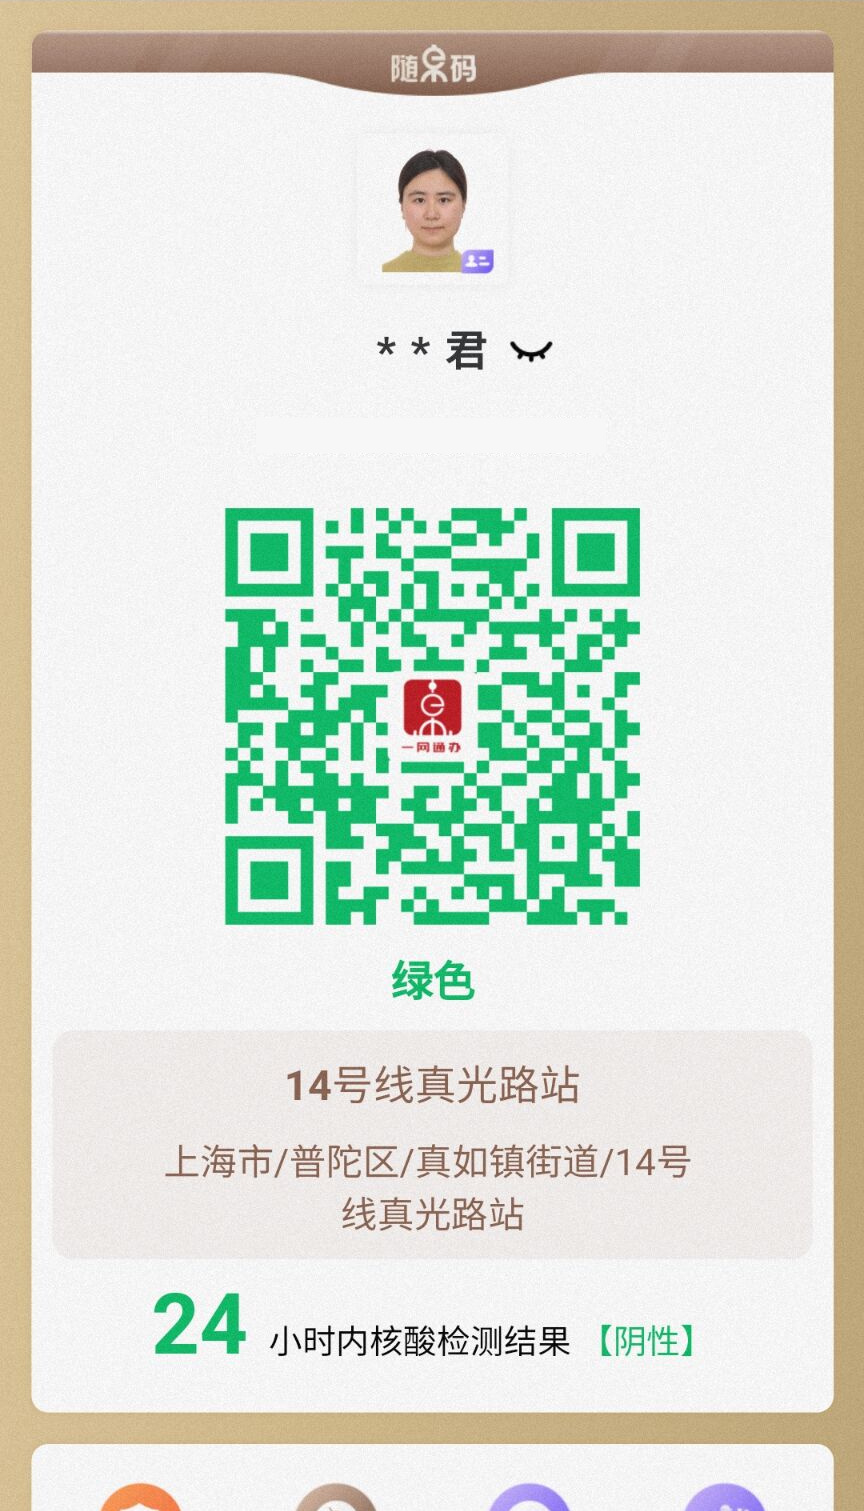 随申码
* * 君
一网通办
绿色
14号线真光路站
上海市/普陀区/真如镇街道/14号
线真光路站
24 小时内核酸检测结果 【阴性】